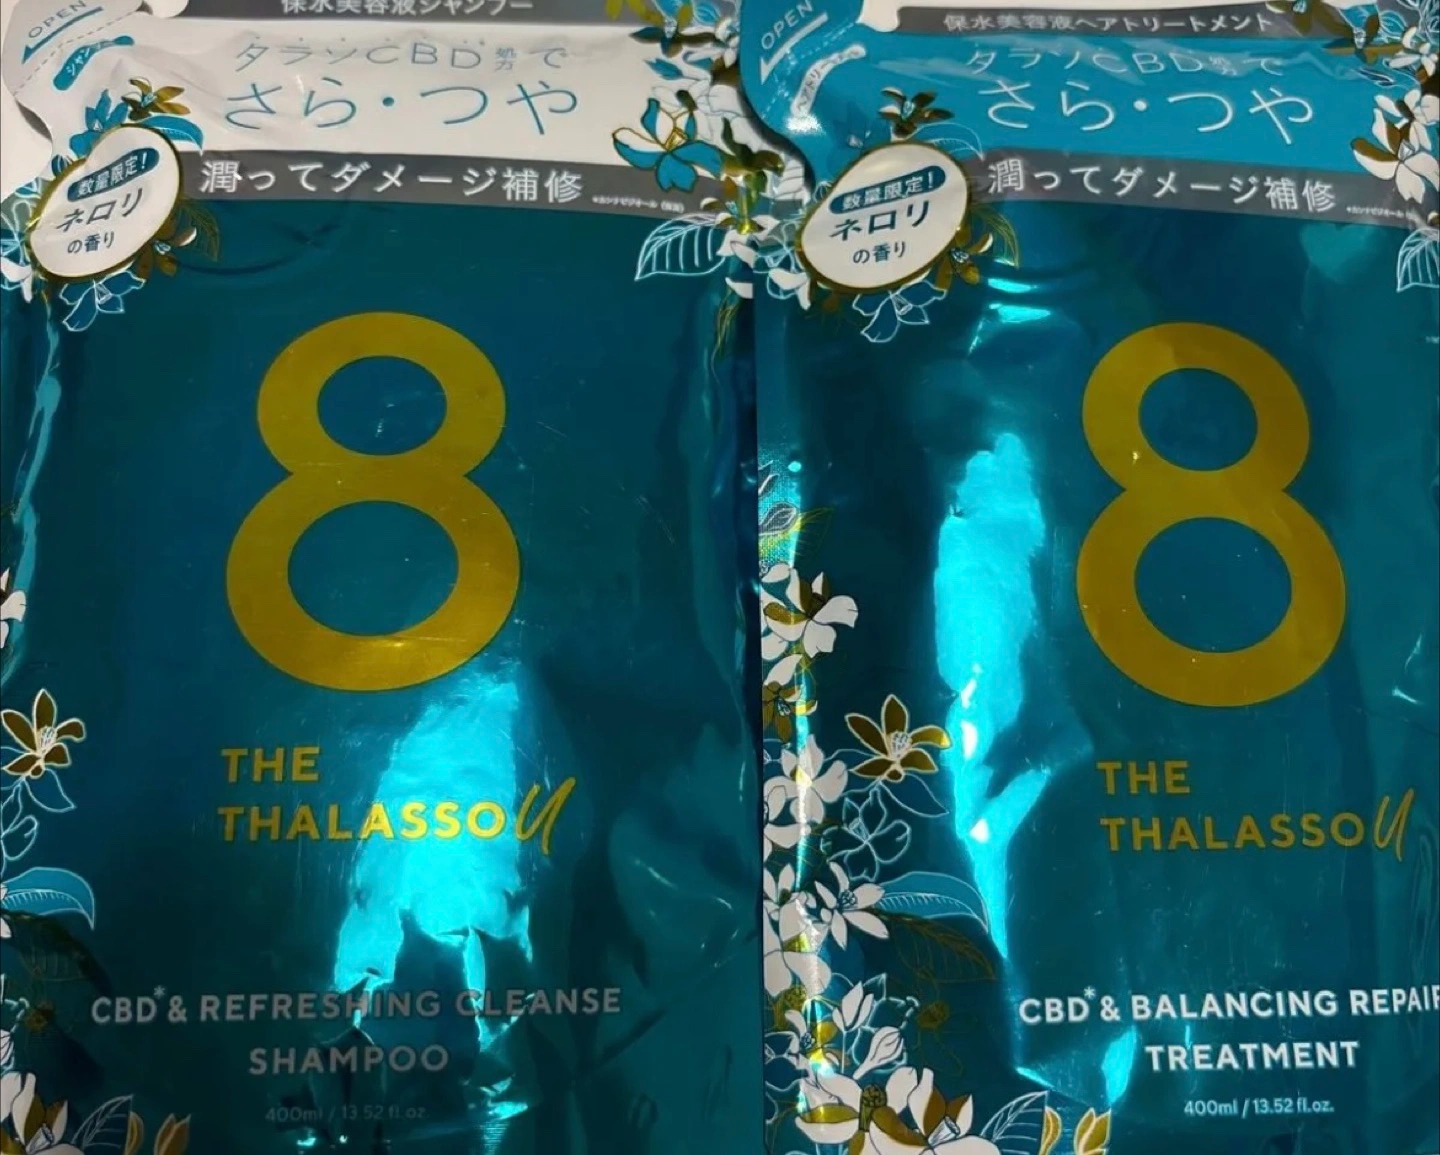 OPEN
保水美容液シャンプー
タラソCBD処方で
さら・つや
数量限定!
ネロリ
の香り
潤ってダメージ補修
8
THE
THALASSO U
CBD*& REFRESHING CLEANSE
SHAMPOO
400ml / 13.52 fl.oz
OPEN
保水美容液ヘアトリートメント
タラソCBD処方で
さら・つや
数量限定!
ネロリ
の香り
潤ってダメージ補修
8
THE
THALASSO U
CBD*& BALANCING REPAIR
TREATMENT
400ml / 13.52 fl.oz.